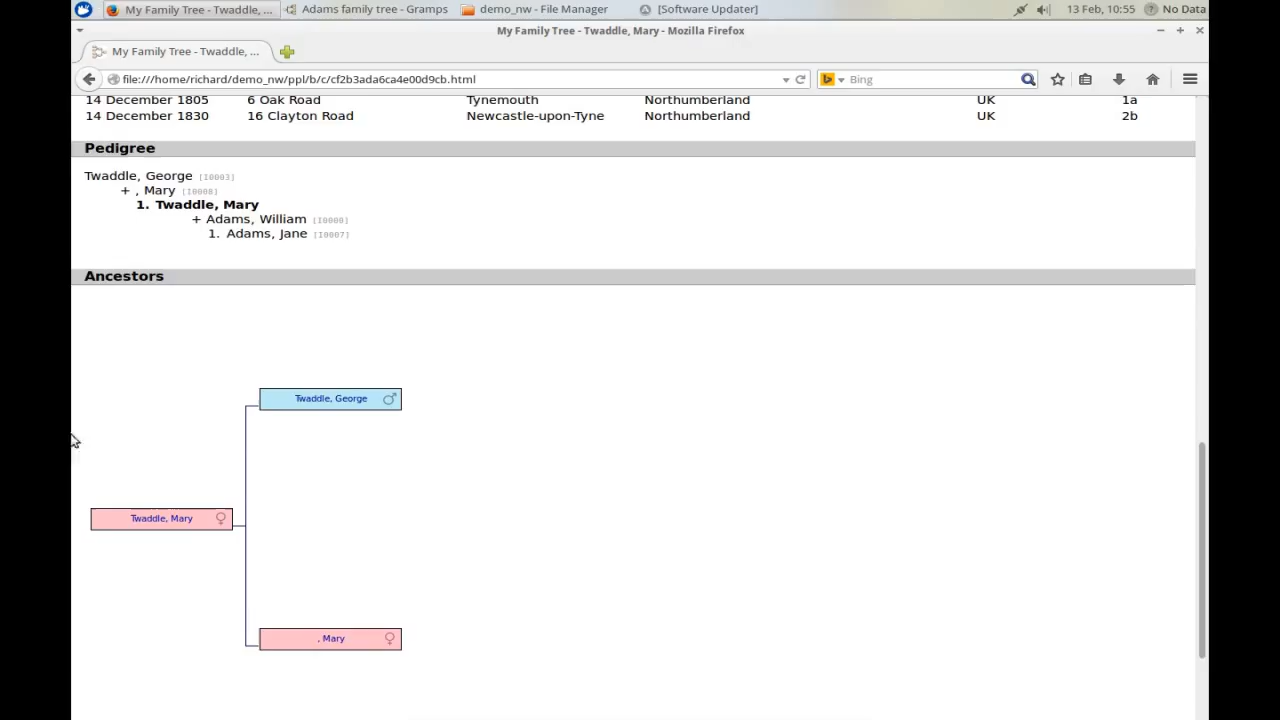 My Family Tree - Twaddle, ... Adams family tree - Gramps demo_nw - File Manager [Software Updater] 13 Feb, 10:55 No Data
My Family Tree - Twaddle, Mary - Mozilla Firefox
My Family Tree - Twaddle, ...
file:///home/richard/demo_nw/ppl/b/c/cf2b3ada6ca4e00d9cb.html Bing
14 December 1805 6 Oak Road Tynemouth Northumberland UK 1a
14 December 1830 16 Clayton Road Newcastle-upon-Tyne Northumberland UK 2b
Pedigree
Twaddle, George [I0003]
+ , Mary [I0008]
1. Twaddle, Mary
+ Adams, William [I0000]
1. Adams, Jane [I0007]
Ancestors
Twaddle, George
Twaddle, Mary
, Mary